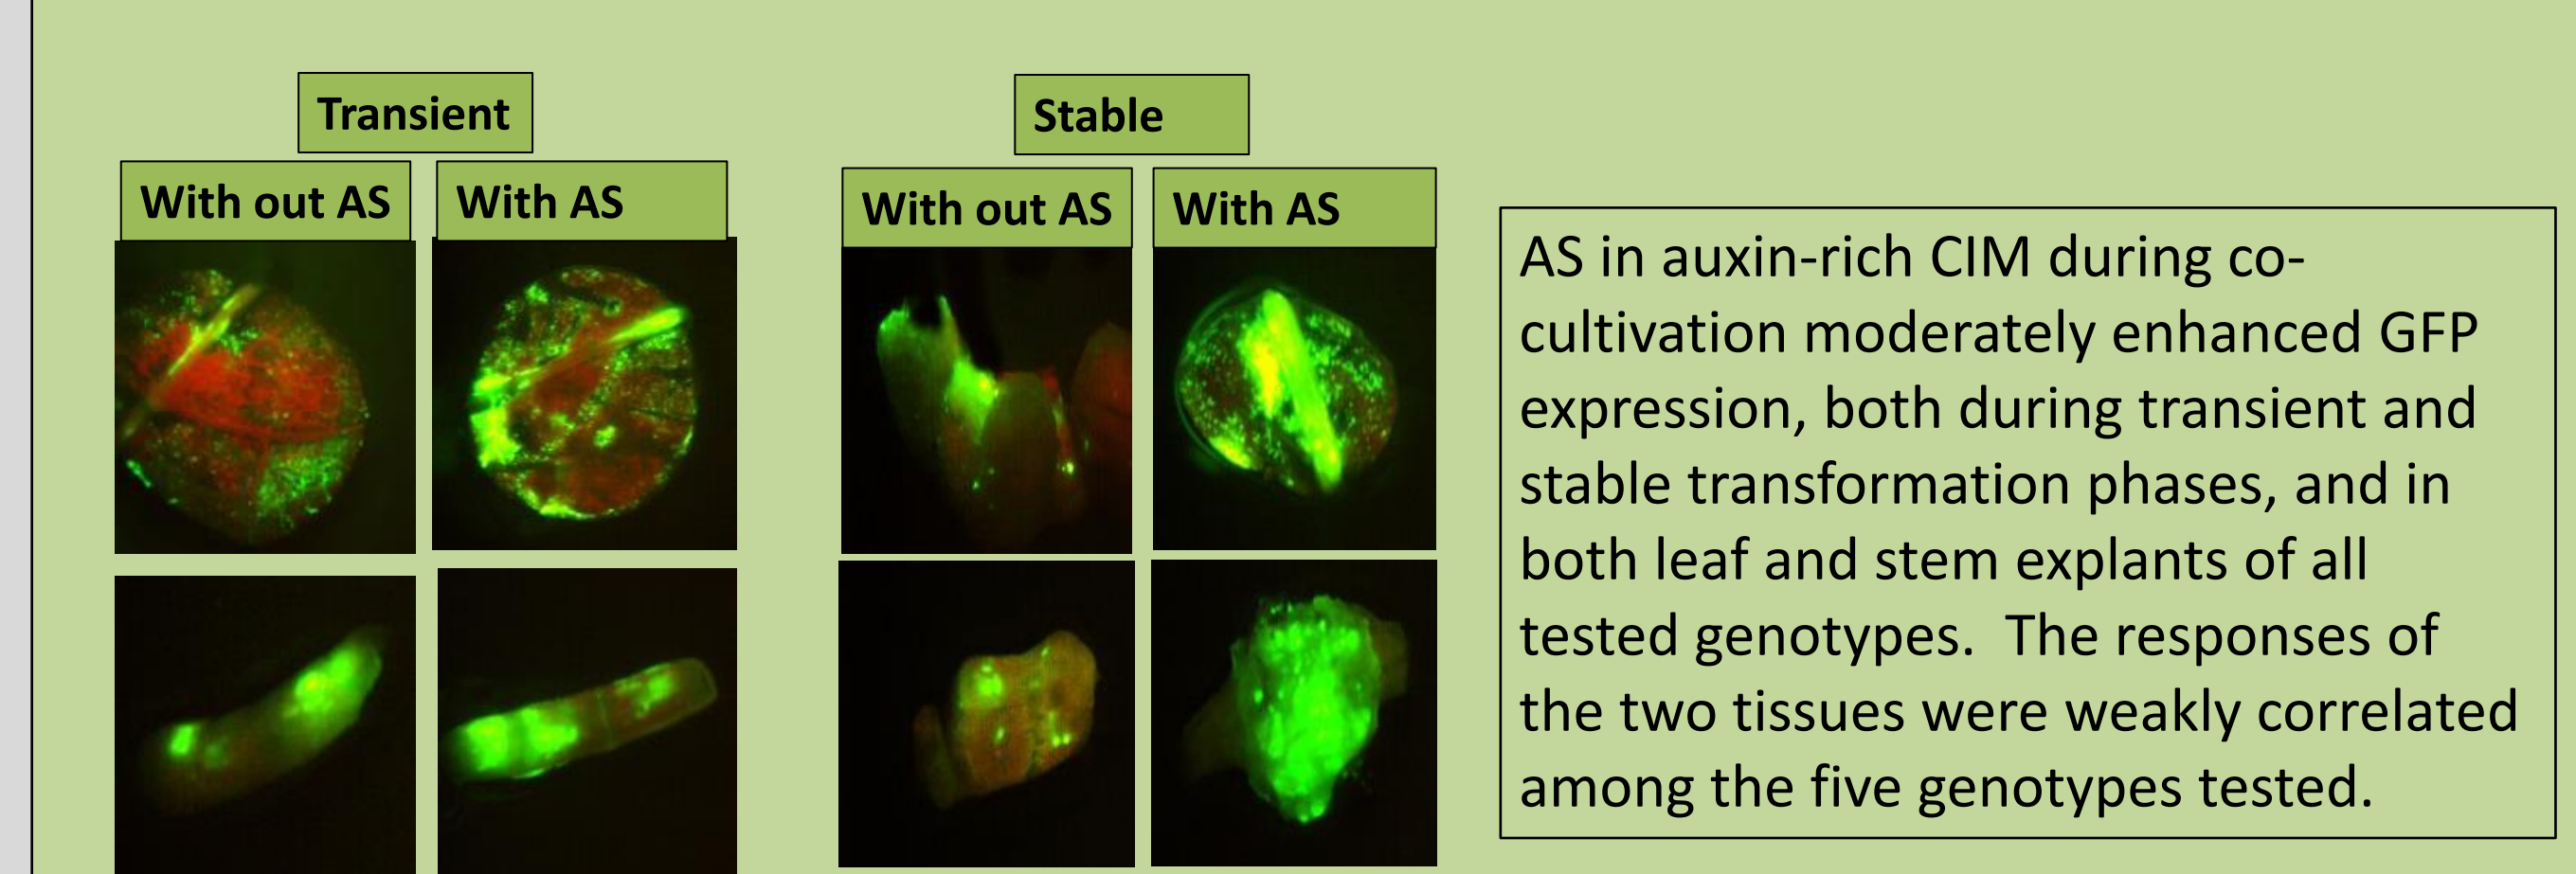 Transient
Stable
With out AS
With AS
With out AS
With AS
AS in auxin-rich CIM during co-
cultivation moderately enhanced GFP
expression, both during transient and
stable transformation phases, and in
both leaf and stem explants of all
tested genotypes.  The responses of
the two tissues were weakly correlated
among the five genotypes tested.